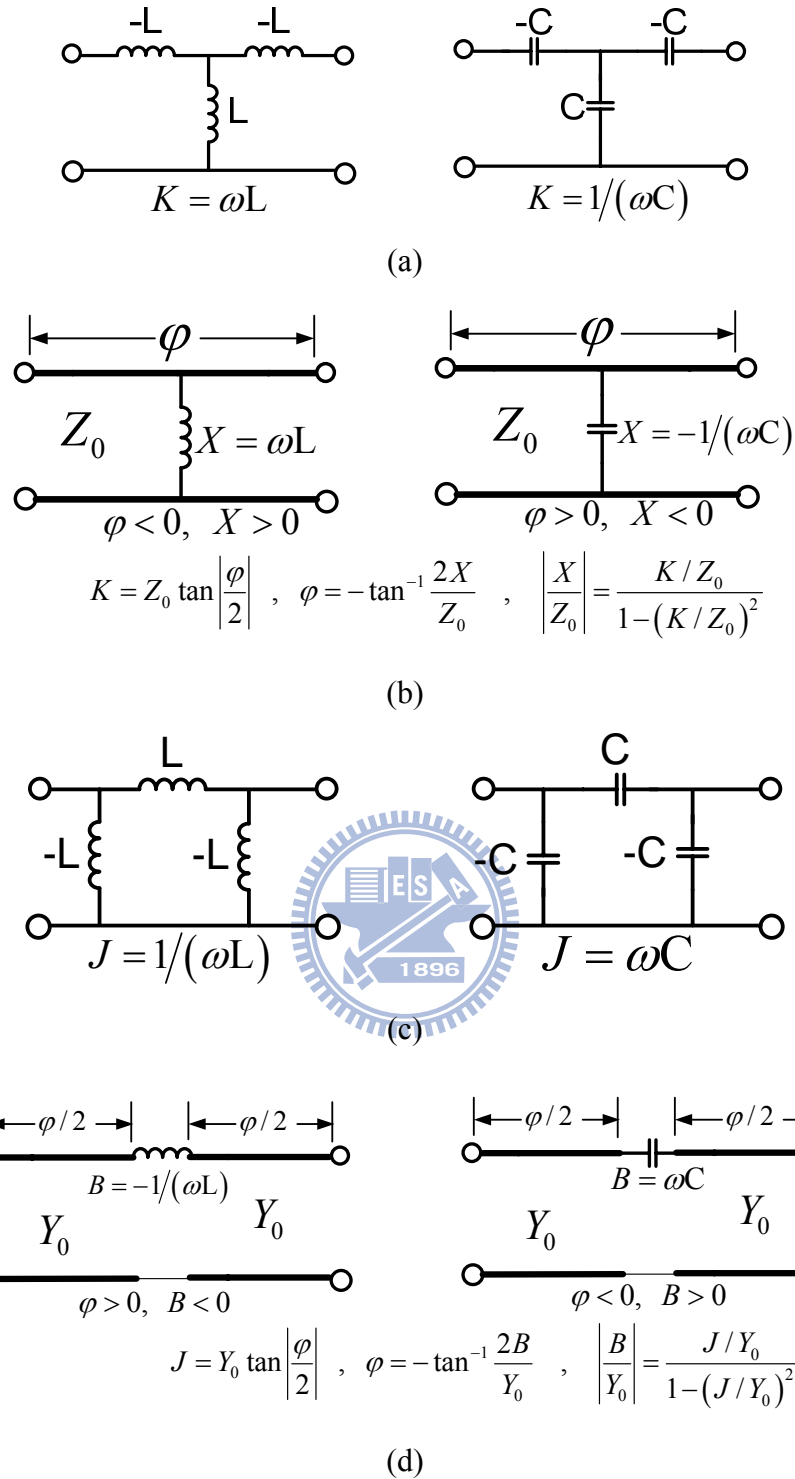 -L -L -C -C
L C
K = ωL K = 1/(ωC)
(a)
φ φ
Z₀ X = ωL Z₀ X = −1/(ωC)
φ < 0, X > 0 φ > 0, X < 0
K = Z₀ tan|φ/2| , φ = −tan⁻¹ 2X/Z₀ , |X/Z₀| = (K / Z₀)/(1−(K / Z₀)²)
(b)
L C
-L -L -C -C
E S A
J = 1/(ωL) J = ωC
1896
(c)
φ/2 φ/2 φ/2 φ/2
B = −1/(ωL) B = ωC
Y₀ Y₀ Y₀ Y₀
φ > 0, B < 0 φ < 0, B > 0
J = Y₀ tan|φ/2| , φ = −tan⁻¹ 2B/Y₀ , |B/Y₀| = (J / Y₀)/(1−(J / Y₀)²)
(d)